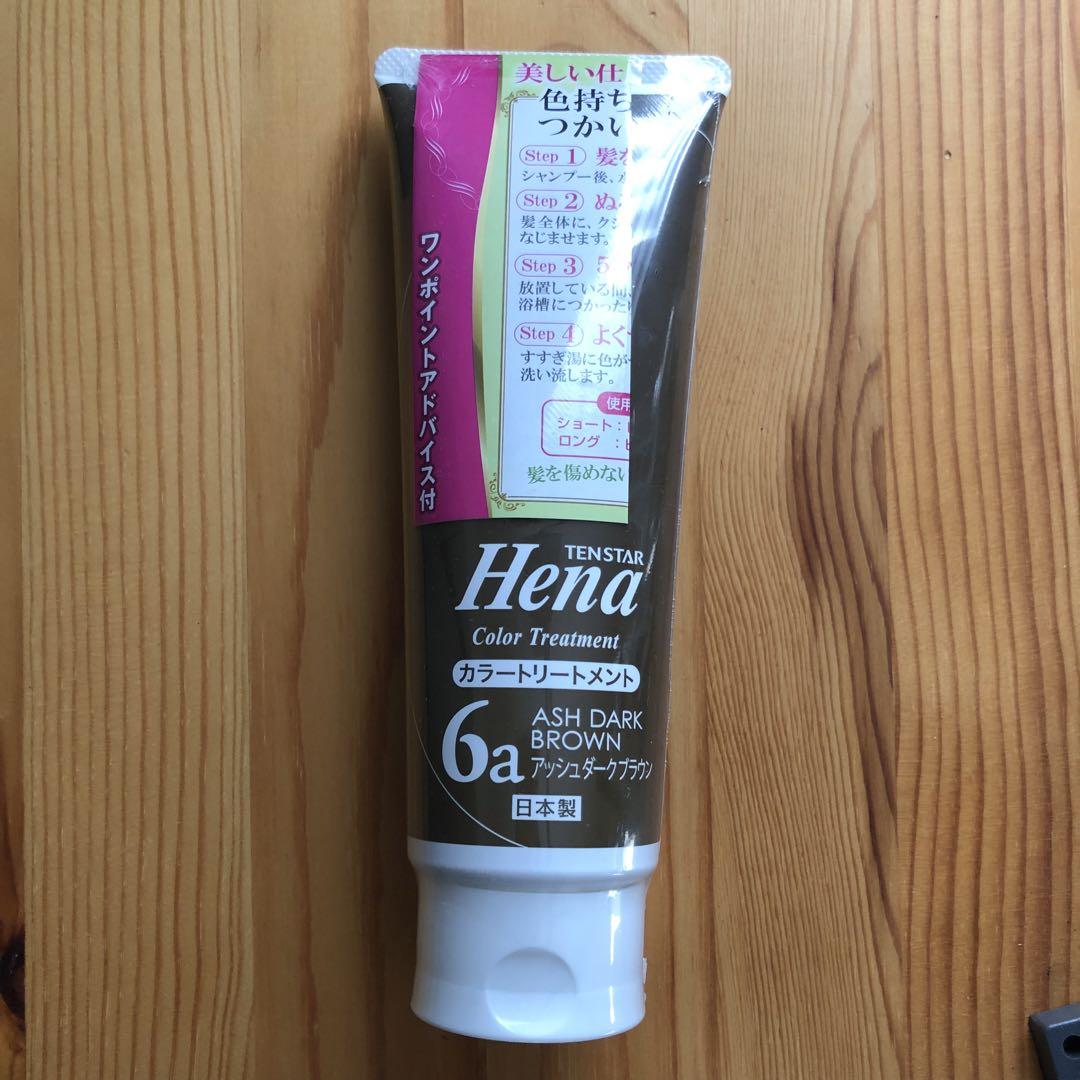 美しい仕
色持ち
つかい
Step 1 髪を
シャンプー後、
Step 2 ぬ
髪全体に、クシ
なじませます。
Step 3 5
放置している間、
浴槽につかった
Step 4 よく
すすぎ湯に色が
洗い流します。
使用
ショート：
ロング ：
髪を傷めない
ワンポイントアドバイス付
TENSTAR
Hena
Color Treatment
カラートリートメント
6a ASH DARK
BROWN
アッシュダークブラウン
日本製